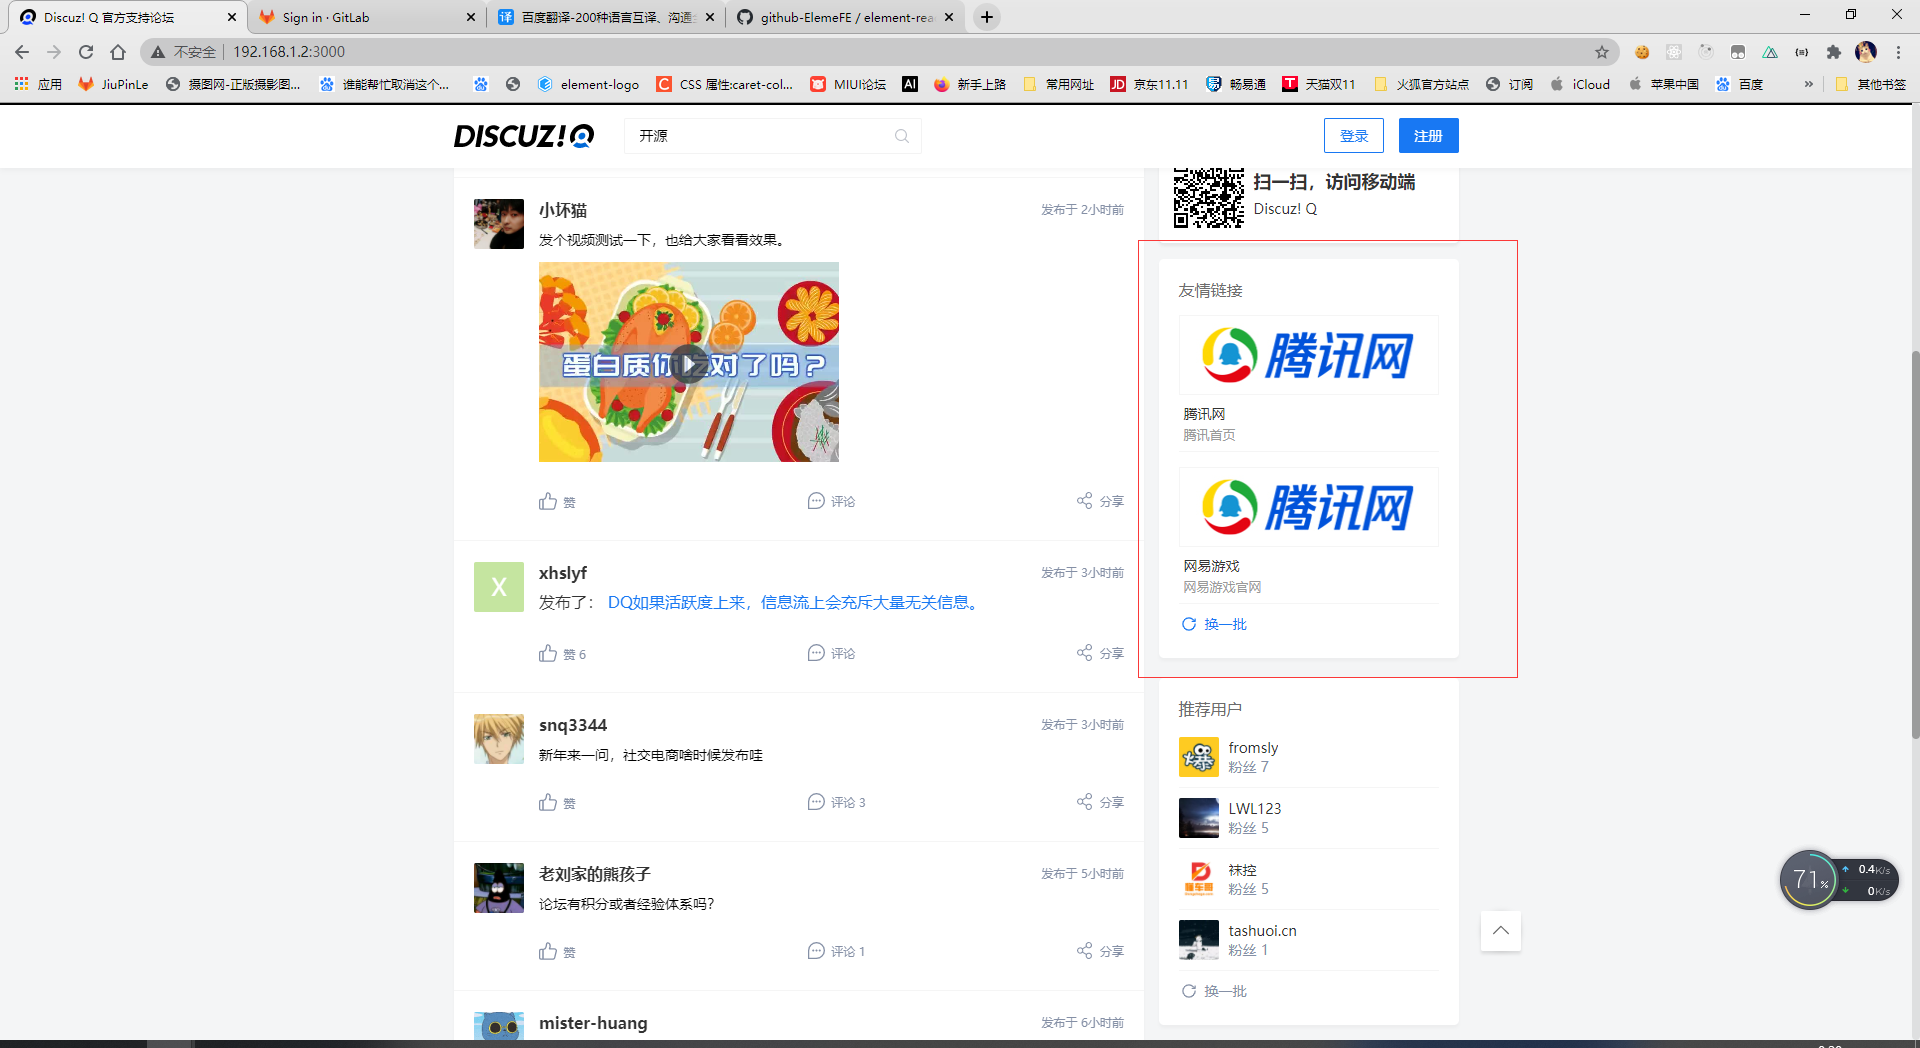 Discuz! Q 官方支持论坛
Sign in · GitLab
百度翻译-200种语言互译、沟通
github-ElemeFE / element-rea
不安全
192.168.1.2:3000
应用
JiuPinLe
摄图网-正版摄影图...
谁能帮忙取消这个...
element-logo
CSS 属性:caret-col...
MIUI论坛
AI
新手上路
常用网址
JD 京东11.11
畅易通
天猫双11
火狐官方站点
订阅
iCloud
苹果中国
百度
其他书签
DISCUZ! Q
开源
登录
注册
扫一扫，访问移动端
Discuz! Q
小坏猫
发布于 2小时前
发个视频测试一下，也给大家看看效果。
蛋白质你吃对了吗？
赞
评论
分享
X
xhslyf
发布于 3小时前
发布了： DQ如果活跃度上来，信息流上会充斥大量无关信息。
赞 6
评论
分享
snq3344
发布于 3小时前
新年来一问，社交电商啥时候发布哇
赞
评论 3
分享
老刘家的熊孩子
发布于 5小时前
论坛有积分或者经验体系吗?
赞
评论 1
分享
mister-huang
发布于 6小时前
友情链接
腾讯网
腾讯网
腾讯首页
腾讯网
网易游戏
网易游戏官网
换一批
推荐用户
fromsly
粉丝 7
LWL123
粉丝 5
袜控
粉丝 5
tashuoi.cn
粉丝 1
换一批
71%
0.4K/s
0K/s